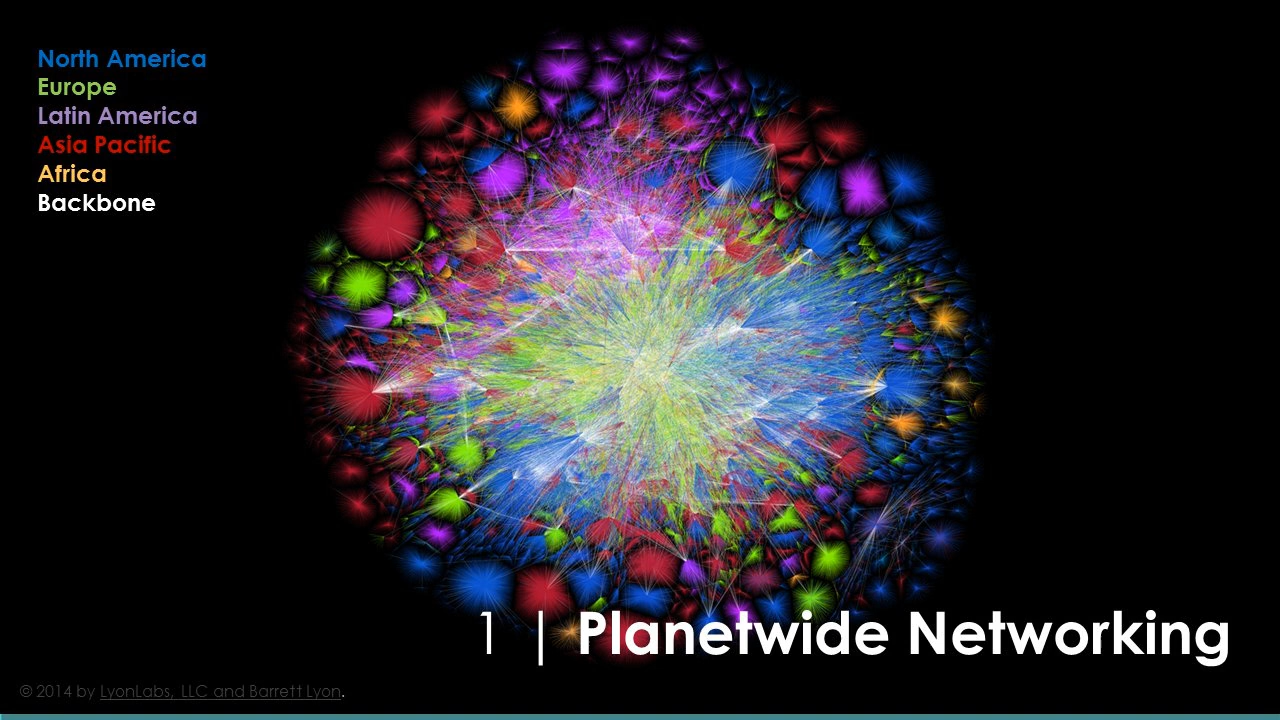 North America
Europe
Latin America
Asia Pacific
Africa
Backbone
1 | Planetwide Networking
© 2014 by LyonLabs, LLC and Barrett Lyon.